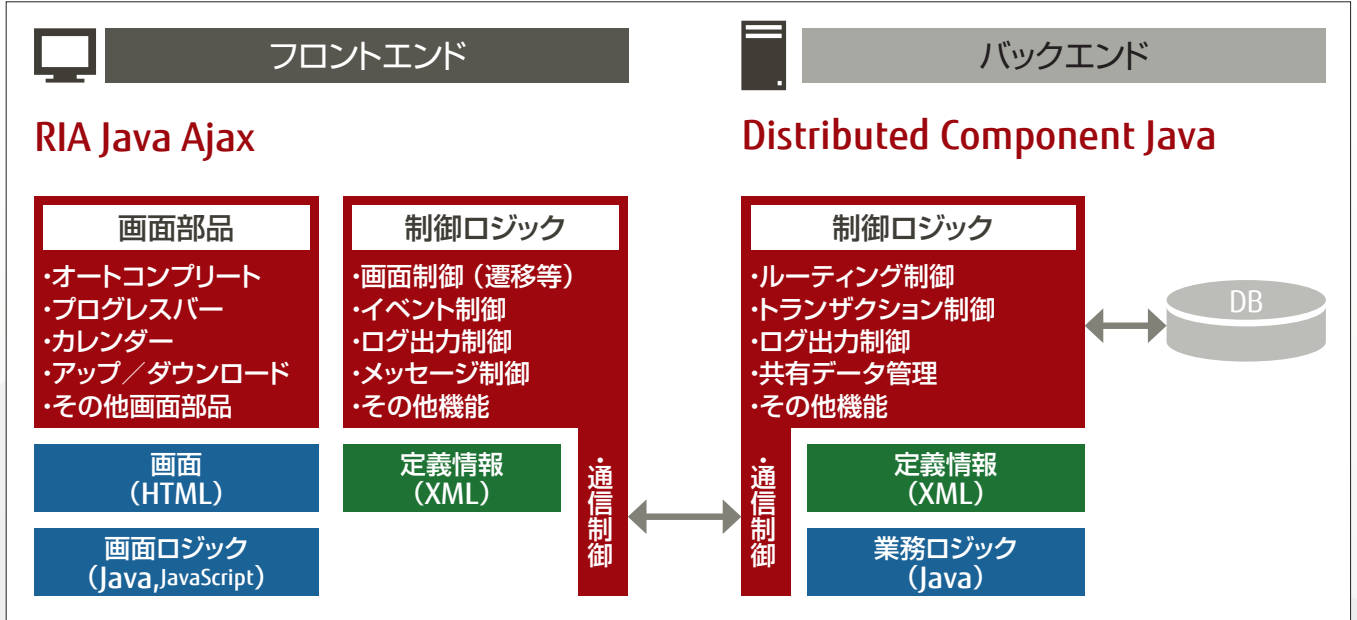 フロントエンド
バックエンド
RIA Java Ajax
Distributed Component Java
画面部品
・オートコンプリート
・プログレスバー
・カレンダー
・アップ／ダウンロード
・その他画面部品
画面
（HTML）
画面ロジック
（Java,JavaScript）
制御ロジック
・画面制御（遷移等）
・イベント制御
・ログ出力制御
・メッセージ制御
・その他機能
定義情報
（XML）
・通信制御
制御ロジック
・ルーティング制御
・トランザクション制御
・ログ出力制御
・共有データ管理
・その他機能
・通信制御
定義情報
（XML）
業務ロジック
（Java）
DB